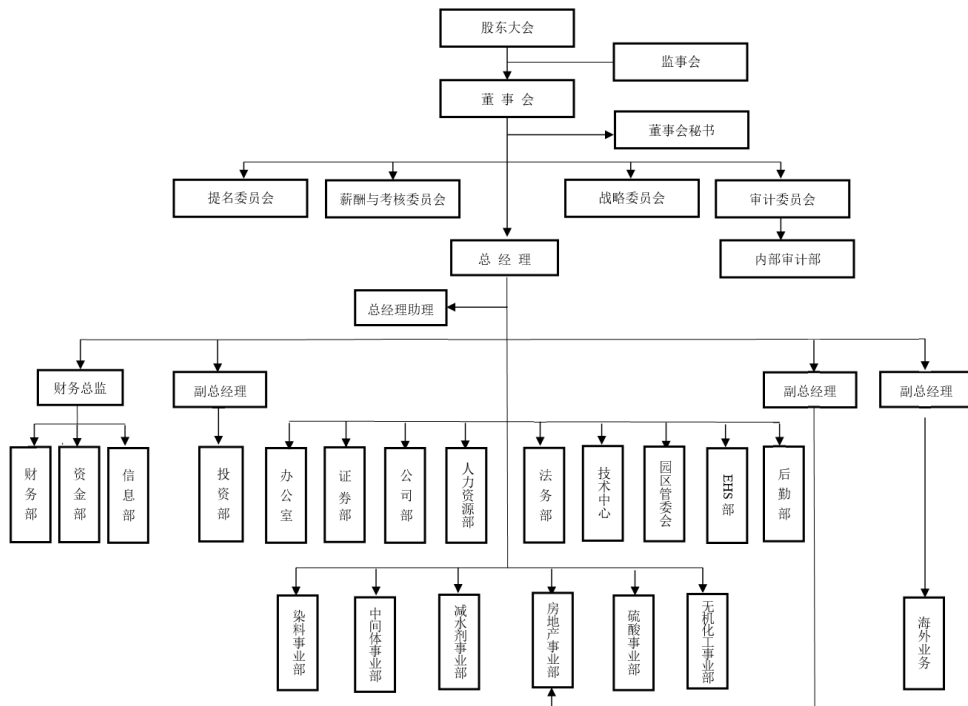 股东大会
监事会
董 事 会
董事会秘书
提名委员会
薪酬与考核委员会
战略委员会
审计委员会
总 经 理
内部审计部
总经理助理
财务总监
副总经理
副总经理
副总经理
财务部
资金部
信息部
投资部
办公室
证券部
公司部
人力资源部
法务部
技术中心
园区管委会
EHS部
后勤部
染料事业部
中间体事业部
减水剂事业部
房地产事业部
硫酸事业部
无机化工事业部
海外业务